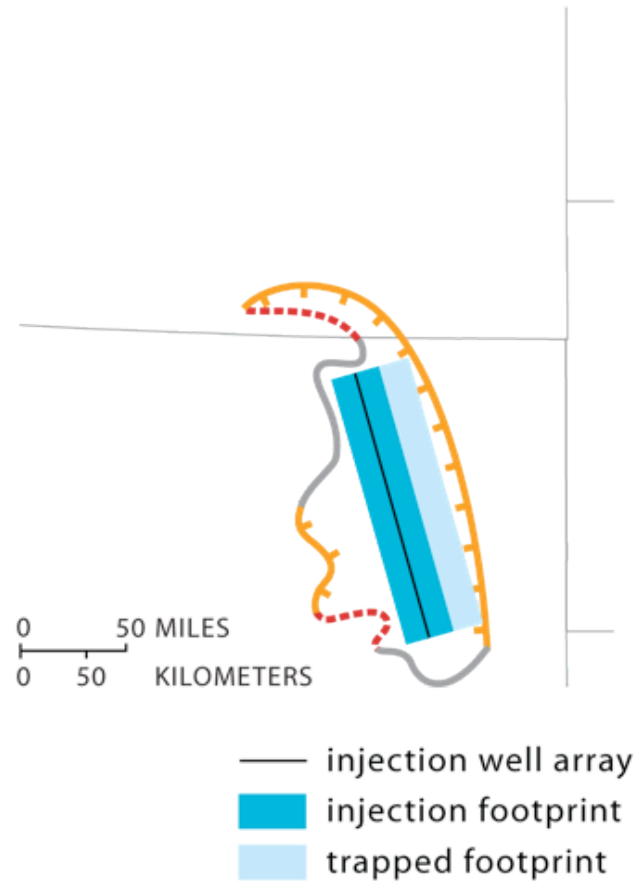 0 50 MILES
0 50 KILOMETERS
injection well array
injection footprint
trapped footprint